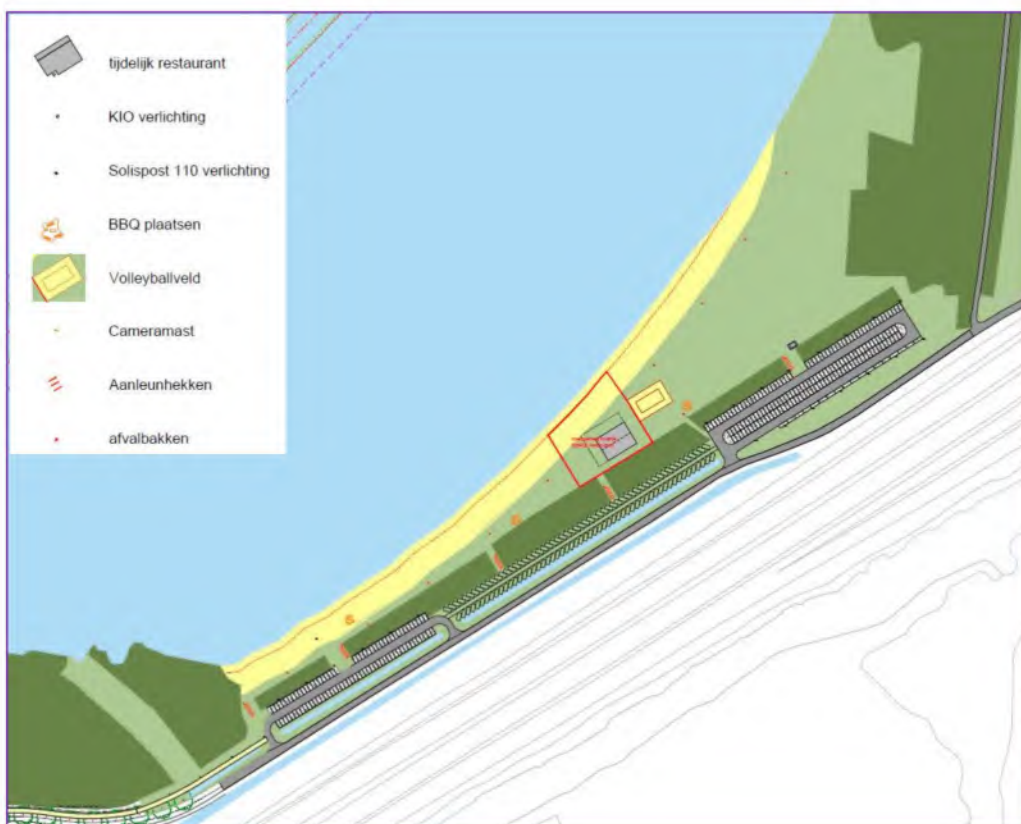 tijdelijk restaurant
KIO verlichting
Solispost 110 verlichting
BBQ plaatsen
Volleyballveld
Cameramast
Aanleunhekken
afvalbakken